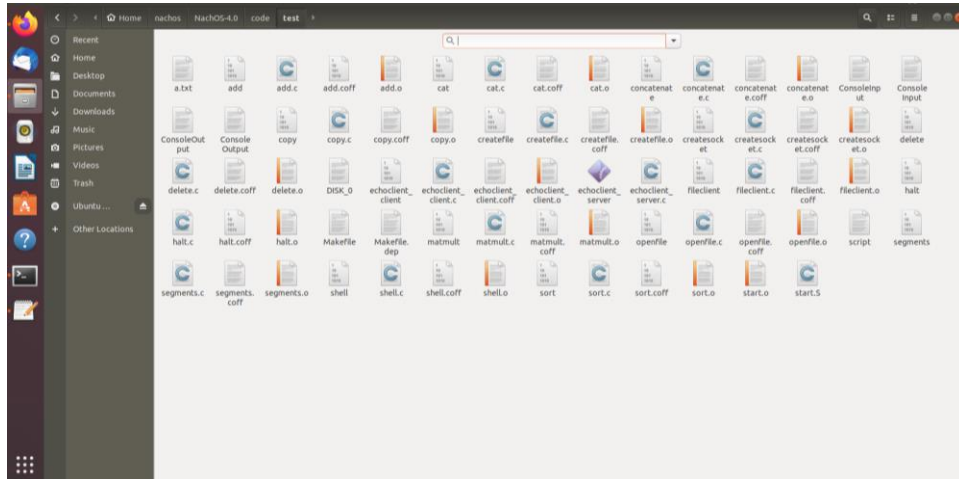 Home nachos NachOS-4.0 code test
Recent
Home
Desktop
Documents
Downloads
Music
Pictures
Videos
Trash
Ubuntu ...
Other Locations
a.txt add add.c add.coff add.o cat cat.c cat.coff cat.o concatenat concatenat concatenat concatenat ConsoleInp Console
e e.c e.coff e.o ut Input
ConsoleOut Console copy copy.c copy.coff copy.o createfile createfile.c createfile. createfile.o createsock createsock createsock createsock delete
put Output coff et et.c et.coff et.o
delete.c delete.coff delete.o DISK_0 echoclient_ echoclient_ echoclient_ echoclient_ echoclient_ echoclient_ fileclient fileclient.c fileclient. fileclient.o halt
client client.c client.coff client.o server server.c coff
halt.c halt.coff halt.o Makefile Makefile. matmult matmult.c matmult. matmult.o openfile openfile.c openfile. openfile.o script segments
dep coff coff
segments.c segments. segments.o shell shell.c shell.coff shell.o sort sort.c sort.coff sort.o start.o start.S
coff